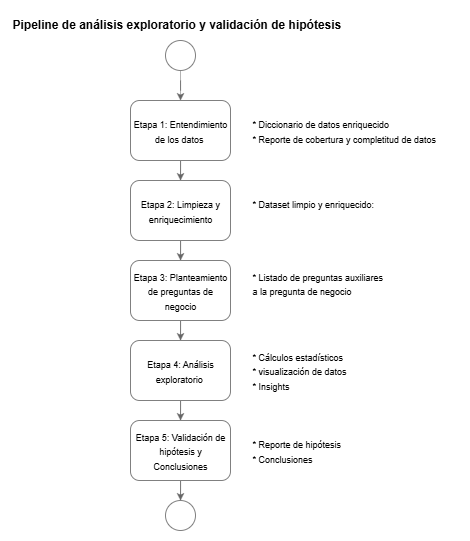 Pipeline de análisis exploratorio y validación de hipótesis
Etapa 1: Entendimiento
de los datos
* Diccionario de datos enriquecido
* Reporte de cobertura y completitud de datos
Etapa 2: Limpieza y
enriquecimiento
* Dataset limpio y enriquecido:
Etapa 3: Planteamiento
de preguntas de
negocio
* Listado de preguntas auxiliares
a la pregunta de negocio
Etapa 4: Análisis
exploratorio
* Cálculos estadísticos
* visualización de datos
* Insights
Etapa 5: Validación de
hipótesis y
Conclusiones
* Reporte de hipótesis
* Conclusiones